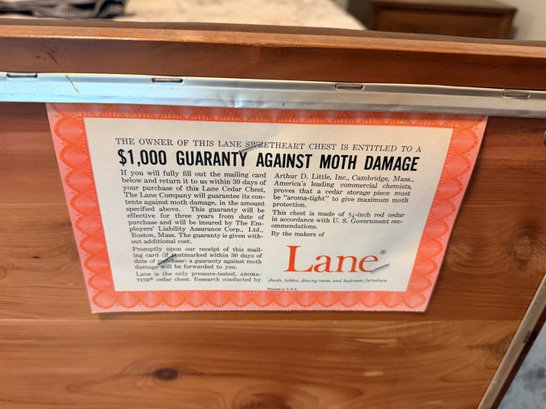 THE OWNER OF THIS LANE SWEETHEART CHEST IS ENTITLED TO A
$1,000 GUARANTY AGAINST MOTH DAMAGE
If you will fully fill out the mailing card
below and return it to us within 30 days of
your purchase of this Lane Cedar Chest,
The Lane Company will guarantee its con-
tents against moth damage, in the amount
specified above. This guaranty will be
effective for three years from date of
purchase and will be insured by The Em-
ployers' Liability Assurance Corp., Ltd.,
Boston, Mass. The guaranty is given with-
out additional cost.
Promptly upon our receipt of this mail-
ing card (if postmarked within 30 days of
date of purchase) a guaranty against moth
damage will be forwarded to you.
Lane is the only pressure-tested, AROMA-
TITE® cedar chest. Research conducted by
Arthur D. Little, Inc., Cambridge, Mass.,
America's leading commercial chemists,
proves that a cedar storage piece must
be "aroma-tight" to give maximum moth
protection.
This chest is made of ¾-inch red cedar
in accordance with U. S. Government rec-
ommendations.
By the makers of
Lane®
chests, tables, dining-room and bedroom furniture
Printed in U.S.A.